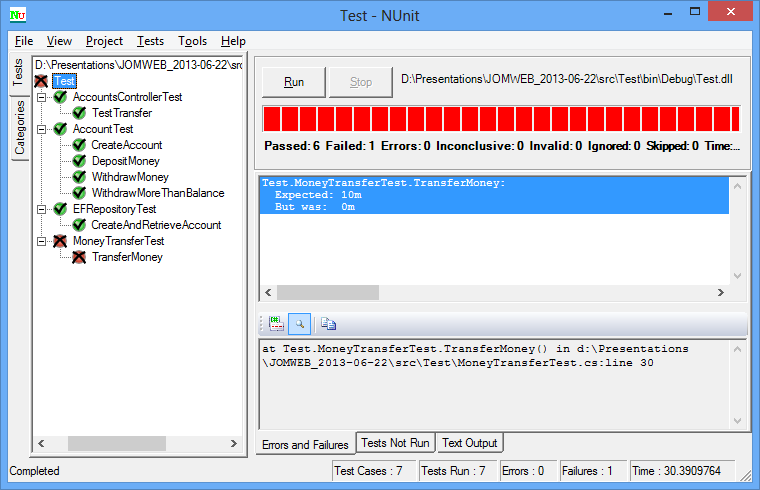 Test - NUnit
File View Project Tests Tools Help
Tests
Categories
D:\Presentations\JOMWEB_2013-06-22\src
Test
AccountsControllerTest
TestTransfer
AccountTest
CreateAccount
DepositMoney
WithdrawMoney
WithdrawMoreThanBalance
EFRepositoryTest
CreateAndRetrieveAccount
MoneyTransferTest
TransferMoney
Run Stop D:\Presentations\JOMWEB_2013-06-22\src\Test\bin\Debug\Test.dll
Passed: 6 Failed: 1 Errors: 0 Inconclusive: 0 Invalid: 0 Ignored: 0 Skipped: 0 Time:...
Test.MoneyTransferTest.TransferMoney:
Expected: 10m
But was: 0m
at Test.MoneyTransferTest.TransferMoney() in d:\Presentations
\JOMWEB_2013-06-22\src\Test\MoneyTransferTest.cs:line 30
Errors and Failures Tests Not Run Text Output
Completed Test Cases : 7 Tests Run : 7 Errors : 0 Failures : 1 Time : 30.3909764